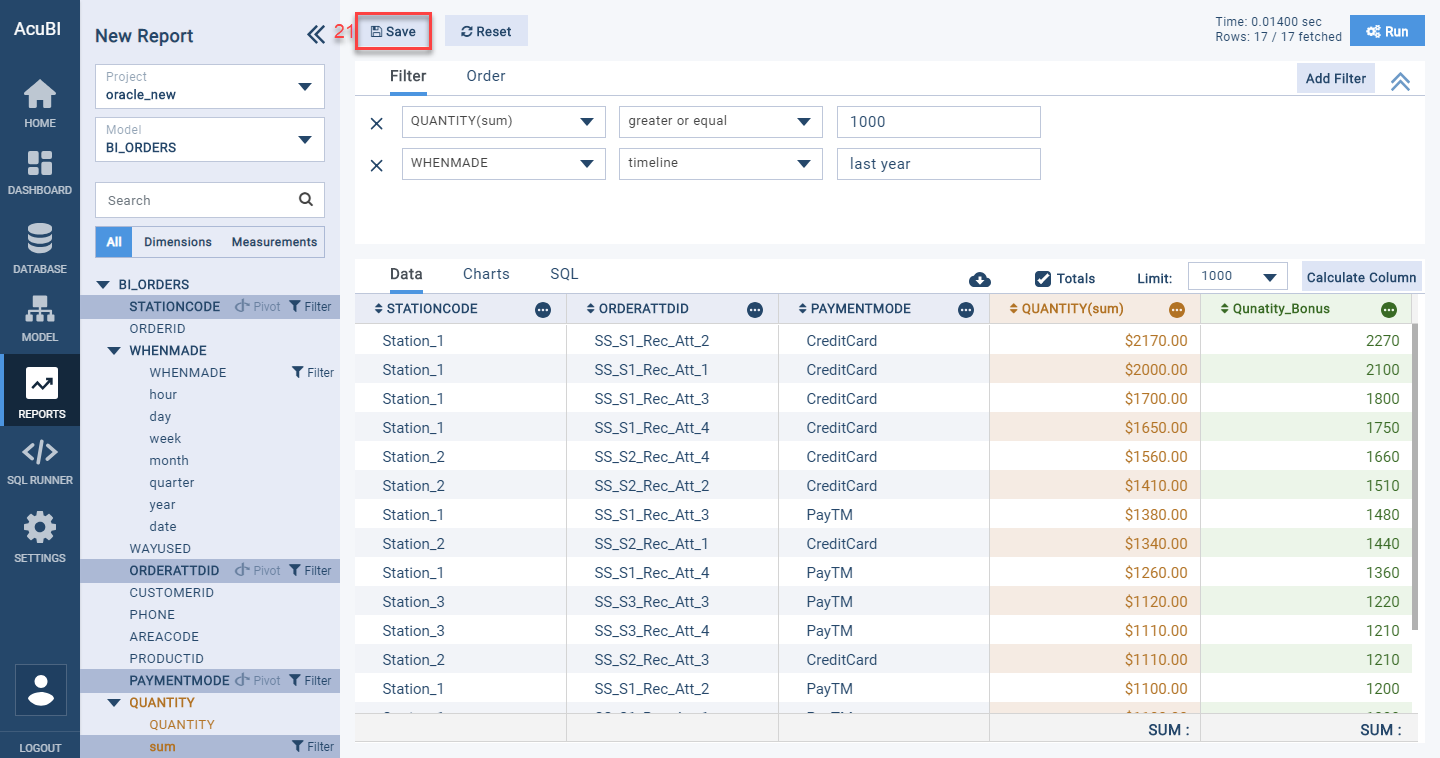 AcuBI
HOME
DASHBOARD
DATABASE
MODEL
REPORTS
SQL RUNNER
SETTINGS
LOGOUT
New Report
Project
oracle_new
Model
BI_ORDERS
Search
All Dimensions Measurements
BI_ORDERS
STATIONCODE Pivot Filter
ORDERID
WHENMADE
WHENMADE Filter
hour
day
week
month
quarter
year
date
WAYUSED
ORDERATTDID Pivot Filter
CUSTOMERID
PHONE
AREACODE
PRODUCTID
PAYMENTMODE Pivot Filter
QUANTITY
QUANTITY
sum Filter
21 Save Reset
Time: 0.01400 sec
Rows: 17 / 17 fetched
Run
Filter Order Add Filter
QUANTITY(sum) greater or equal 1000
WHENMADE timeline last year
Data Charts SQL Totals Limit: 1000 Calculate Column
STATIONCODE ORDERATTDID PAYMENTMODE QUANTITY(sum) Qunatity_Bonus
Station_1 SS_S1_Rec_Att_2 CreditCard $2170.00 2270
Station_1 SS_S1_Rec_Att_1 CreditCard $2000.00 2100
Station_1 SS_S1_Rec_Att_3 CreditCard $1700.00 1800
Station_1 SS_S1_Rec_Att_4 CreditCard $1650.00 1750
Station_2 SS_S2_Rec_Att_4 CreditCard $1560.00 1660
Station_2 SS_S2_Rec_Att_2 CreditCard $1410.00 1510
Station_1 SS_S1_Rec_Att_3 PayTM $1380.00 1480
Station_2 SS_S2_Rec_Att_1 CreditCard $1340.00 1440
Station_1 SS_S1_Rec_Att_4 PayTM $1260.00 1360
Station_3 SS_S3_Rec_Att_3 PayTM $1120.00 1220
Station_3 SS_S3_Rec_Att_4 PayTM $1110.00 1210
Station_2 SS_S2_Rec_Att_3 CreditCard $1110.00 1210
Station_1 SS_S1_Rec_Att_2 PayTM $1100.00 1200
SUM : SUM :